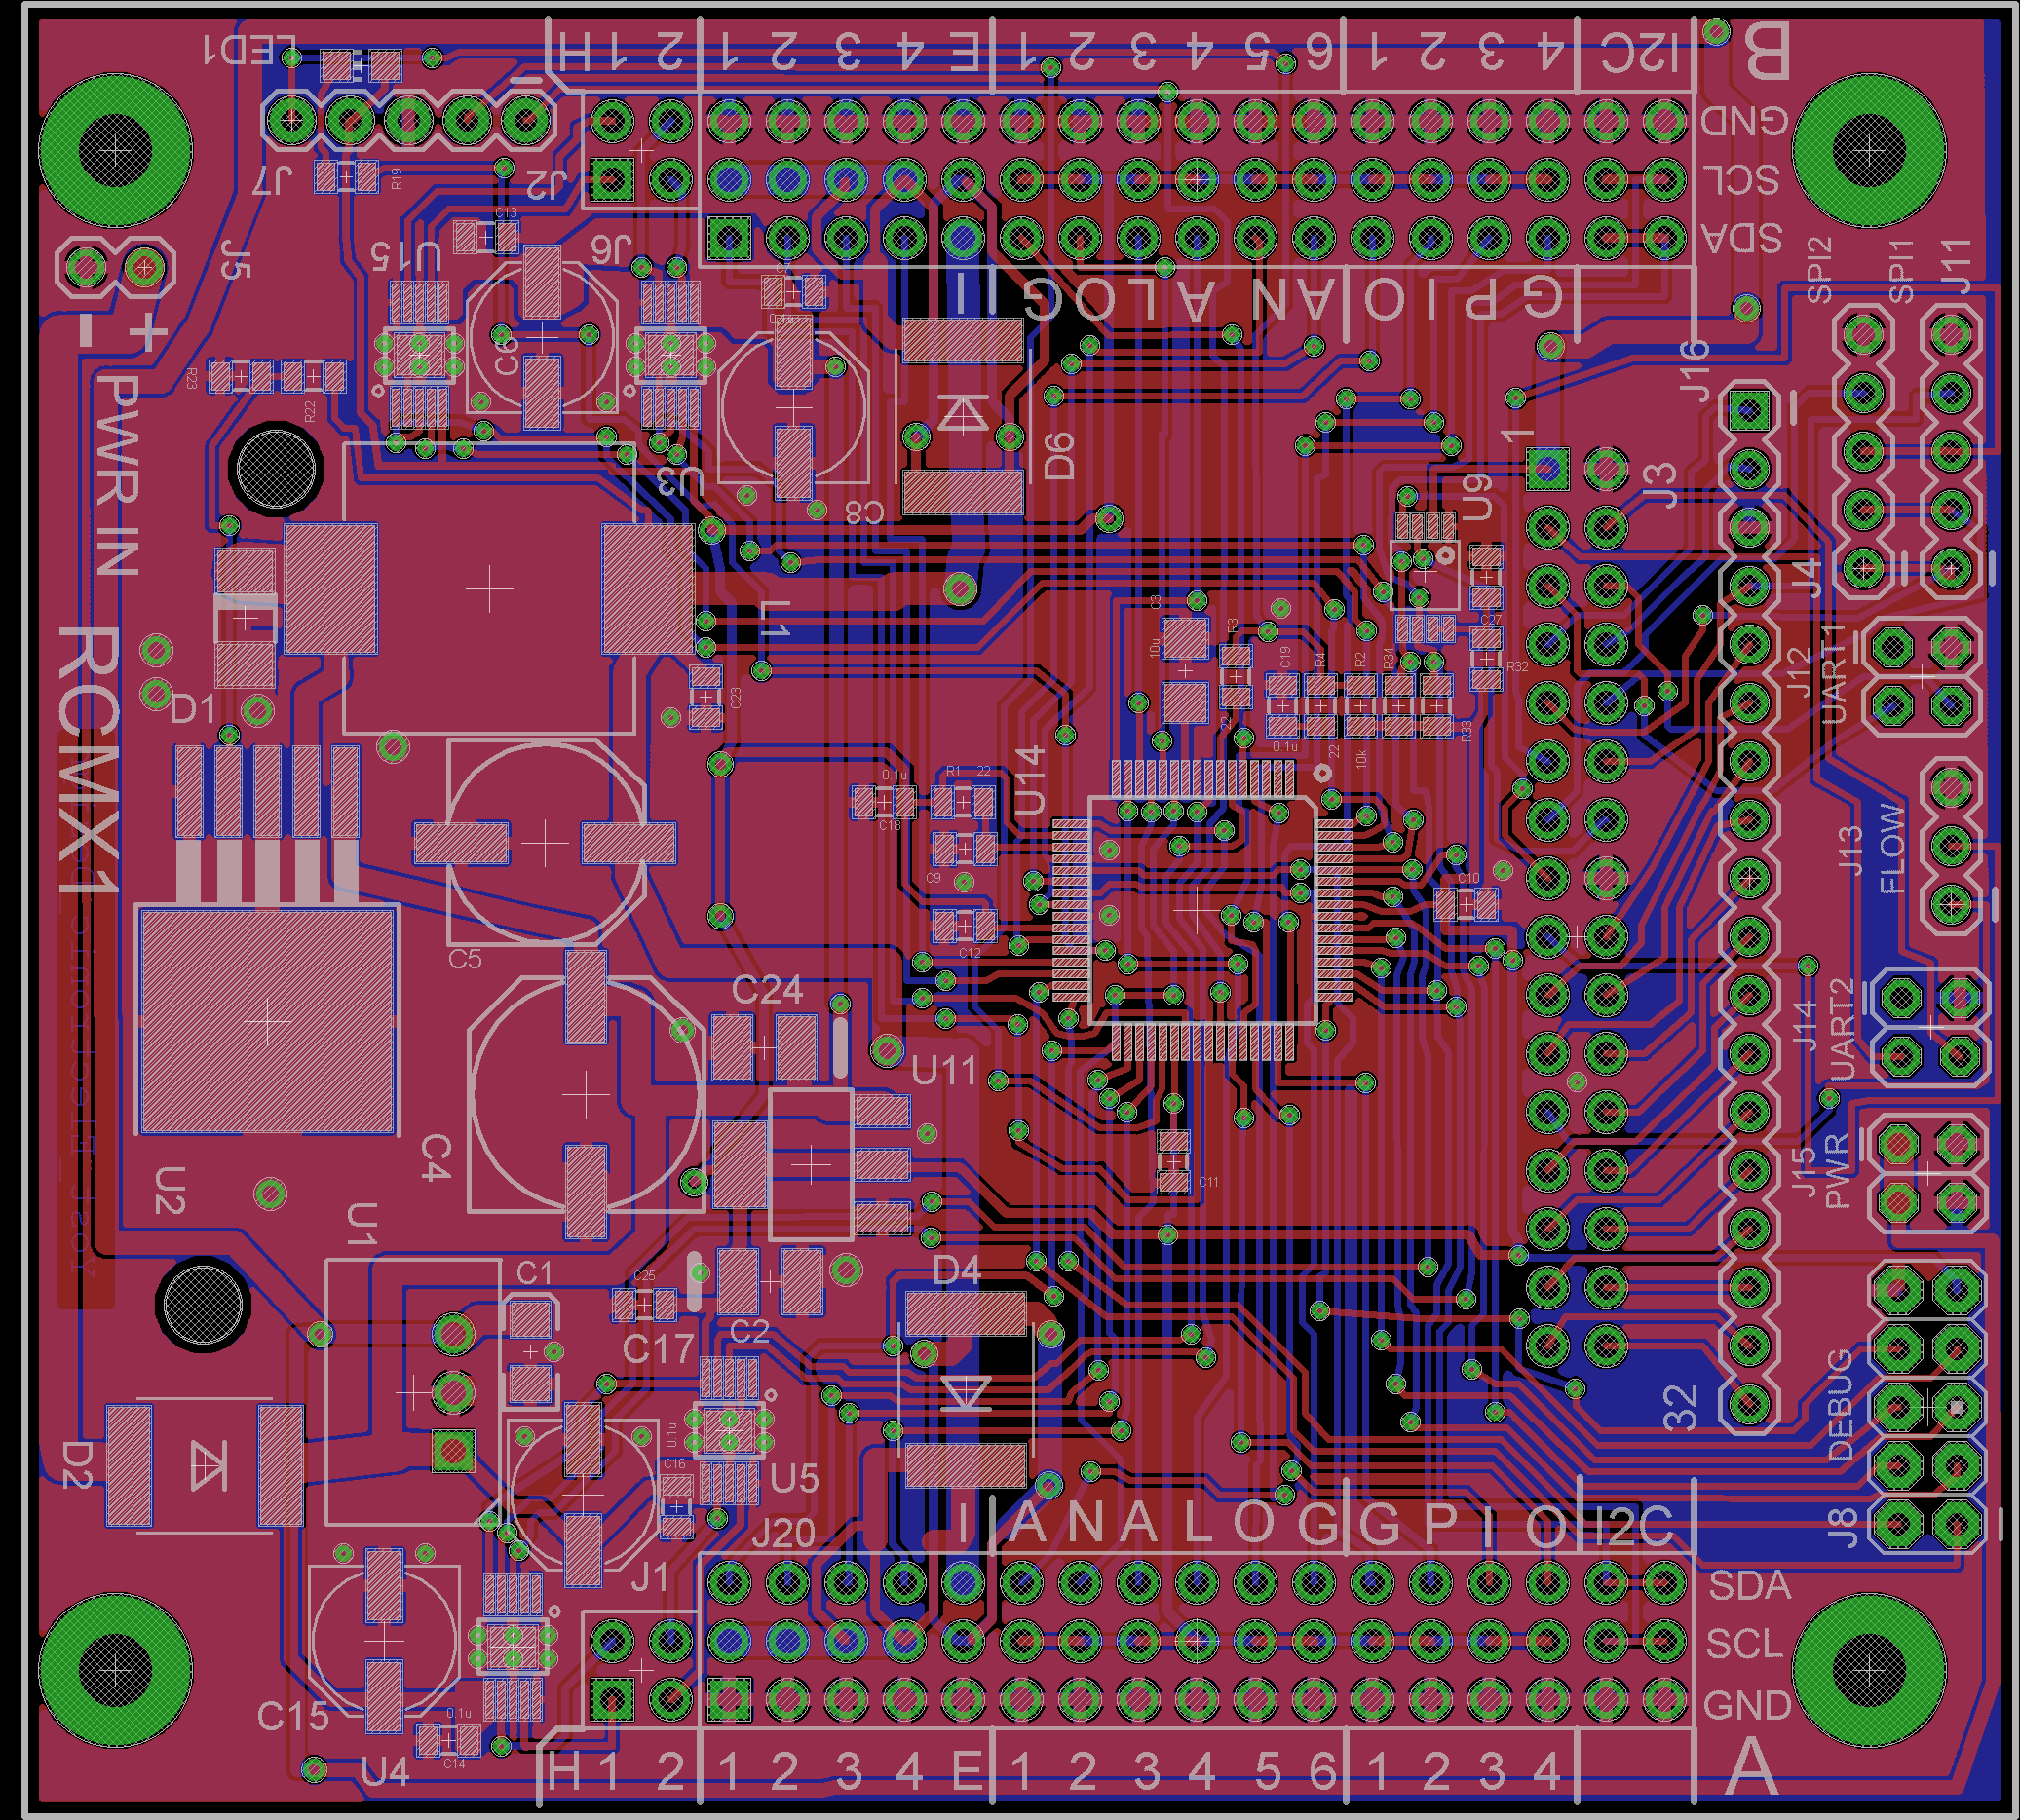 LED1
H 1 2 1 2 3 4 E 1 2 3 4 5 6 1 2 3 4 I2C
B
GND
SCL
SDA
J7
R19
J2
C13
J5
U15
J6
I
ANALOG
GPIO
SPI2
SPI1
J11
- +
C6
R23
R22
J16
PWR IN
D6
1
U3
C8
U9
J3
J4
L1
C3
10u
R3
22
C19
0.1u
R4
22
R2
10k
R34
R33
C27
R32
J12
UART1
RCMX1
D1
C23
0.1u
C18
R1 22
U14
C9
C10
J13
FLOW
C5
C12
C24
J14
UART2
U11
C4
U2
U1
C11
J15
PWR
D4
C1
C25
C17
C2
DEBUG
32
D2
0.1u
C16
U5
J20
I
ANALOG
GPIO
I2C
J8
J1
SDA
SCL
GND
C15
0.1u
C14
U4
H 1 2 1 2 3 4 E 1 2 3 4 5 6 1 2 3 4
A